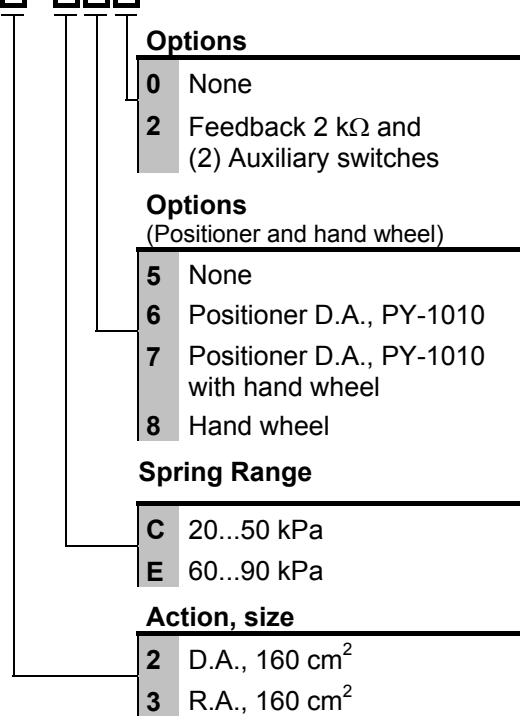 Options
0 None
2 Feedback 2 kΩ and
(2) Auxiliary switches
Options
(Positioner and hand wheel)
5 None
6 Positioner D.A., PY-1010
7 Positioner D.A., PY-1010
with hand wheel
8 Hand wheel
Spring Range
C 20...50 kPa
E 60...90 kPa
Action, size
2 D.A., 160 cm²
3 R.A., 160 cm²